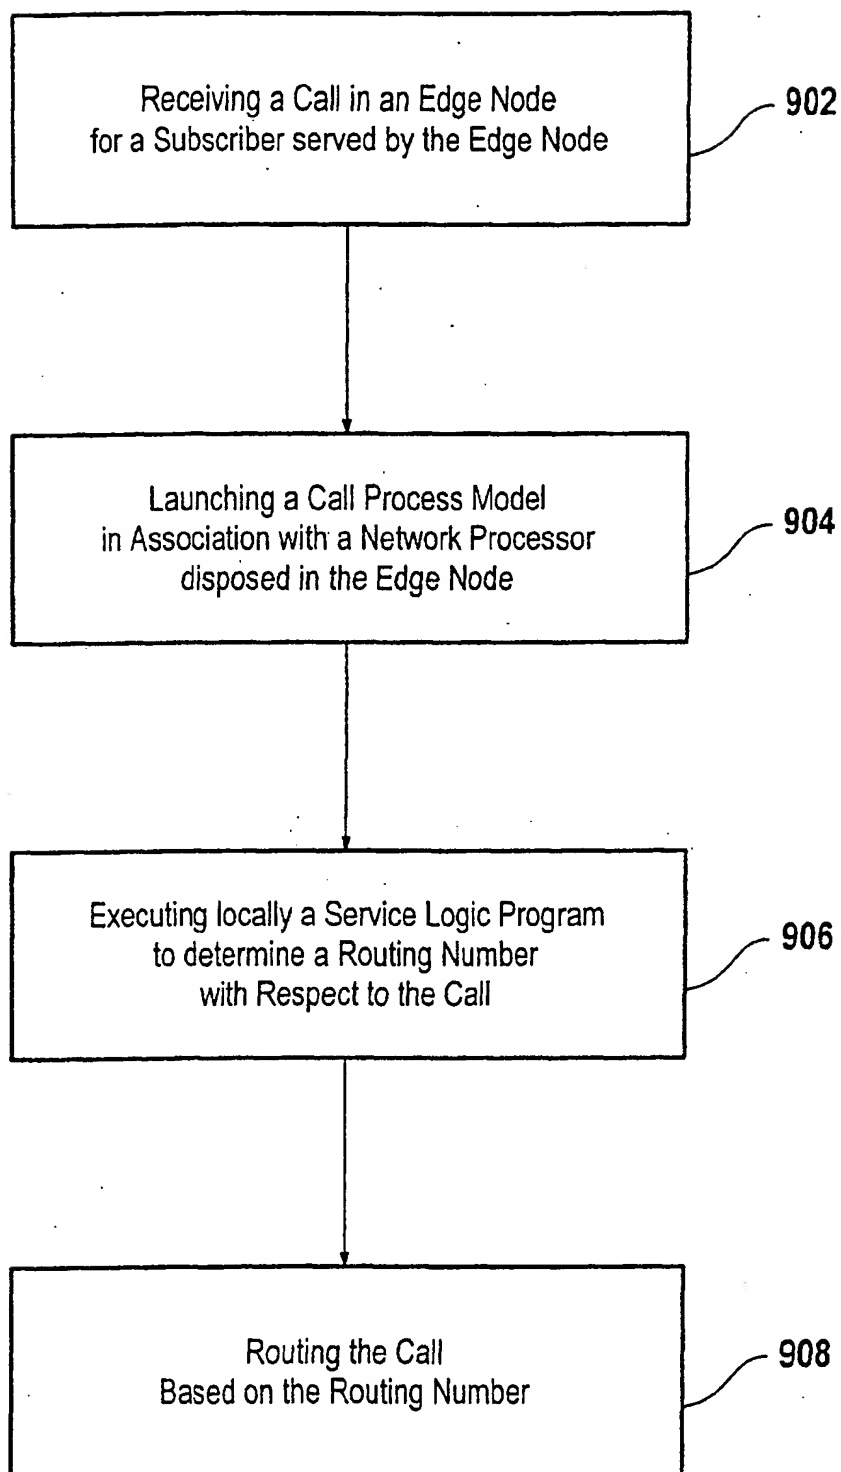 Receiving a Call in an Edge Node
for a Subscriber served by the Edge Node
902
Launching a Call Process Model
in Association with a Network Processor
disposed in the Edge Node
904
Executing locally a Service Logic Program
to determine a Routing Number
with Respect to the Call
906
Routing the Call
Based on the Routing Number
908